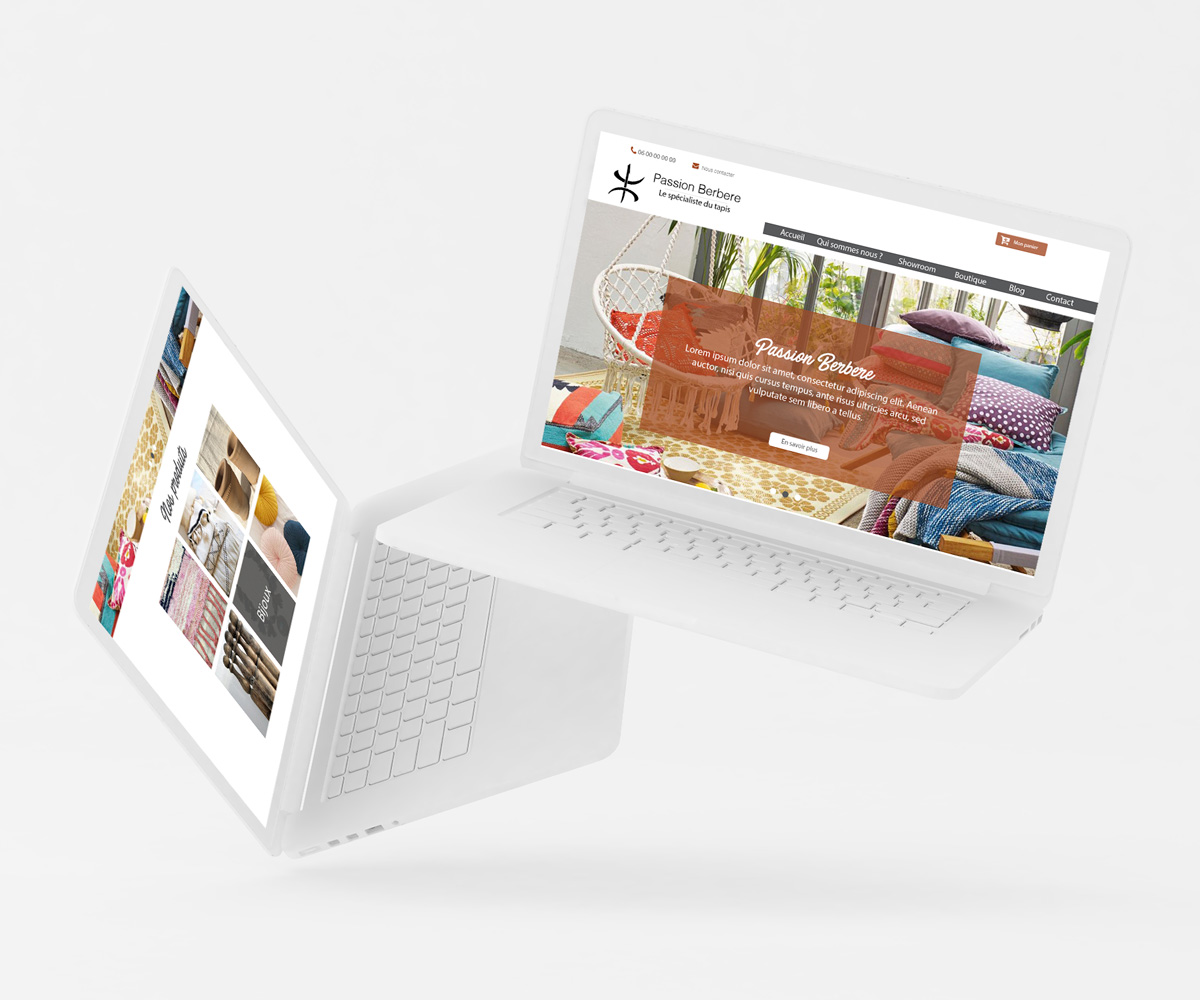 06 00 00 00 00
Nous contacter
Passion Berbere
Le spécialiste du tapis
Mon panier
Accueil Qui sommes nous ? Showroom Boutique Blog Contact
Passion Berbere
Lorem ipsum dolor sit amet, consectetur adipiscing elit. Aenean
auctor, nisi quis cursus tempus, ante risus ultricies arcu, sed
vulputate sem libero a tellus.
En savoir plus
Nos produits
Bijoux